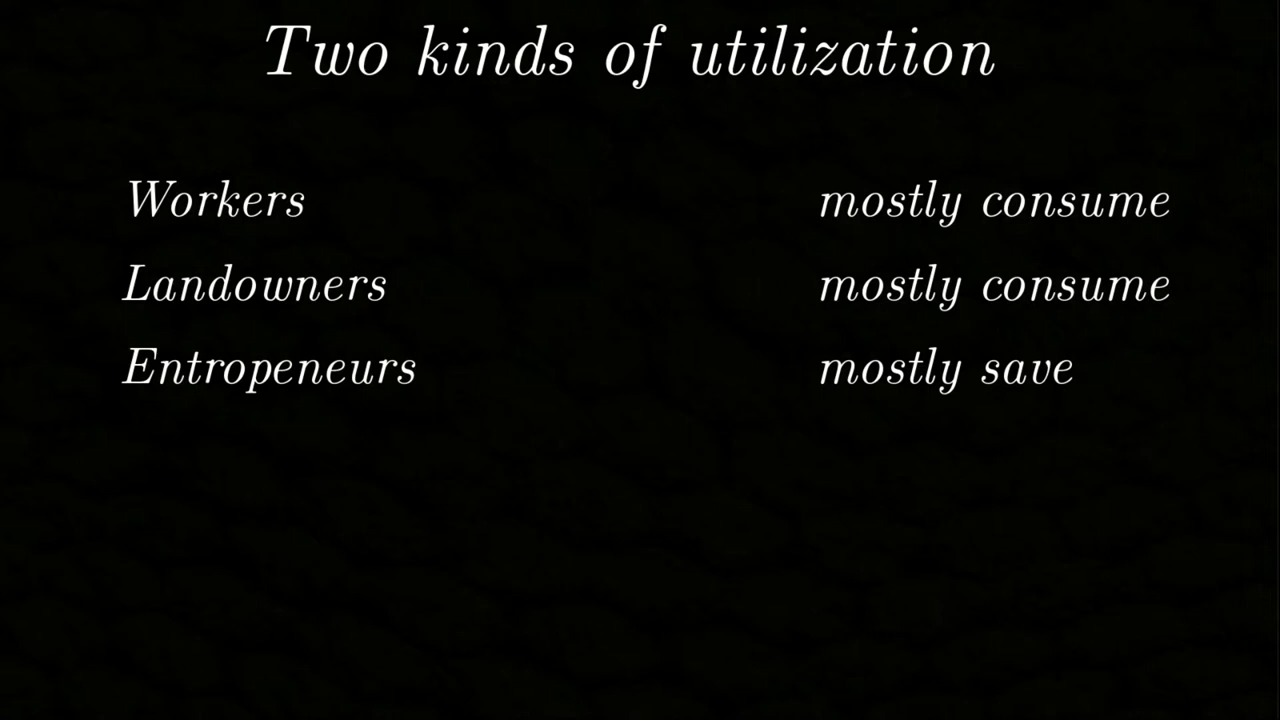 Two kinds of utilization
Workers mostly consume
Landowners mostly consume
Entropeneurs mostly save